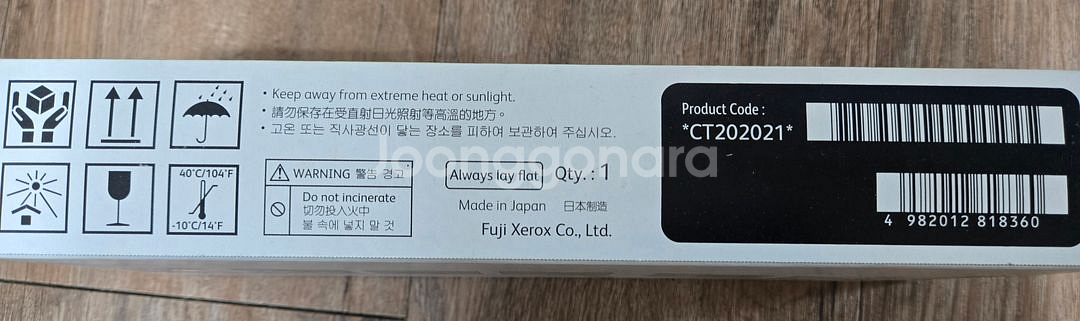 • Keep away from extreme heat or sunlight.
• 請勿保存在受直射日光照射等高溫的地方。
• 고온 또는 직사광선이 닿는 장소를 피하여 보관하여 주십시오.
40°C/104°F
-10°C/14°F
WARNING 警告 경고
Do not incinerate
切勿投入火中
불 속에 넣지 말 것
Always lay flat
Qty. : 1
Made in Japan 日本制造
Fuji Xerox Co., Ltd.
Product Code :
*CT202021*
4 982012 818360
Joonggonara